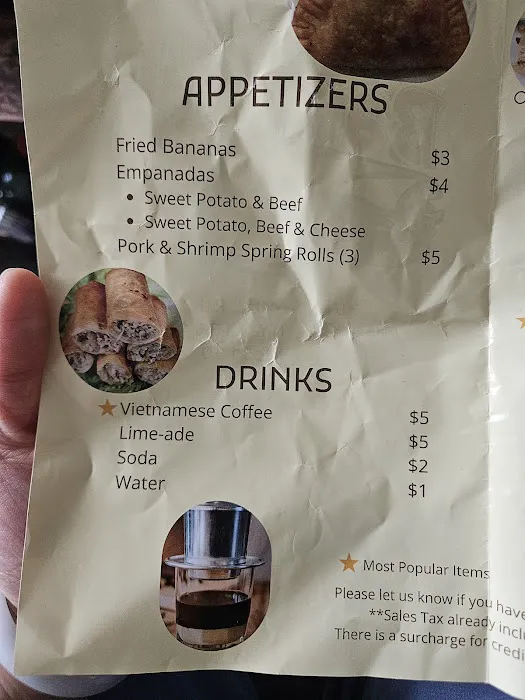 APPETIZERS
Fried Bananas $3
Empanadas $4
• Sweet Potato & Beef
• Sweet Potato, Beef & Cheese
Pork & Shrimp Spring Rolls (3) $5
DRINKS
★ Vietnamese Coffee $5
Lime-ade $5
Soda $2
Water $1
★ Most Popular Items
Please let us know if you have
**Sales Tax already
There is a surcharge for